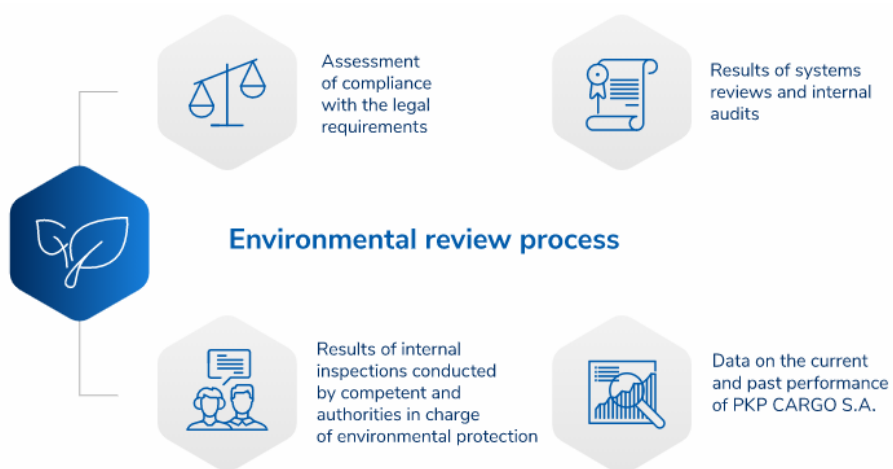 Assessment
of compliance
with the legal
requirements
Results of systems
reviews and internal
audits
Environmental review process
Results of internal
inspections conducted
by competent and
authorities in charge
of environmental protection
Data on the current
and past performance
of PKP CARGO S.A.